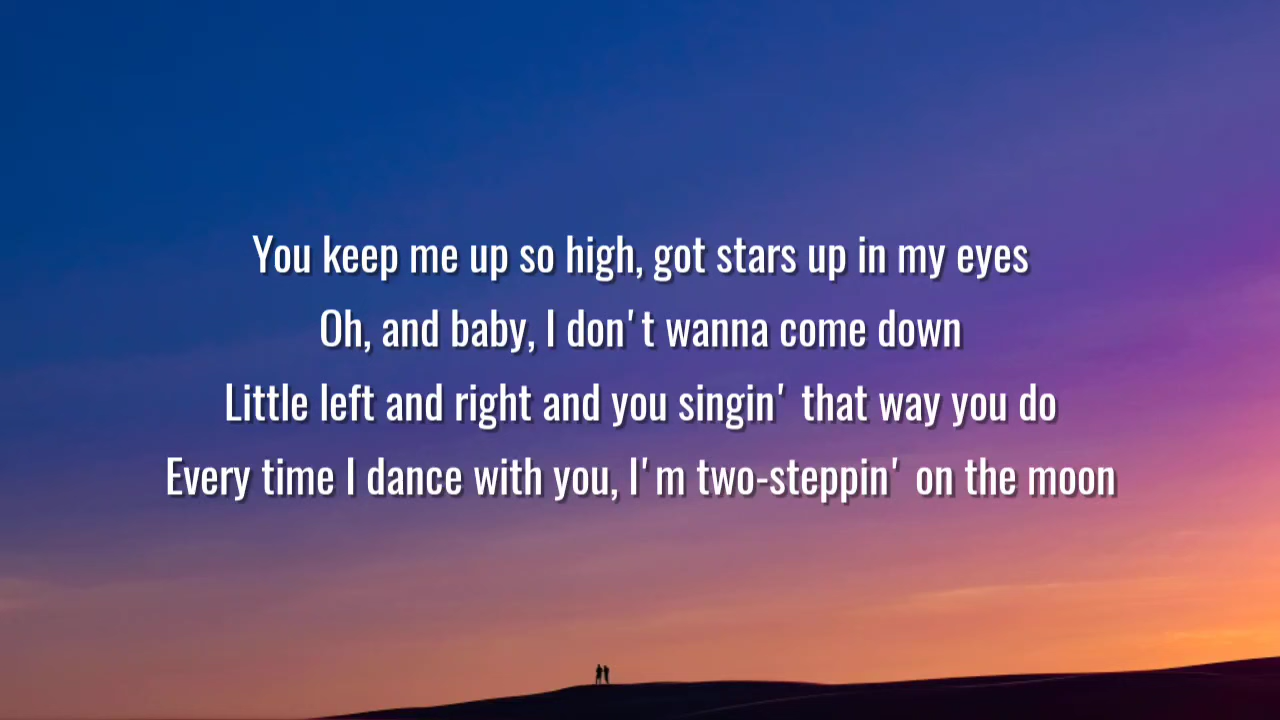 You keep me up so high, got stars up in my eyes
Oh, and baby, I don't wanna come down
Little left and right and you singin' that way you do
Every time I dance with you, I'm two-steppin' on the moon